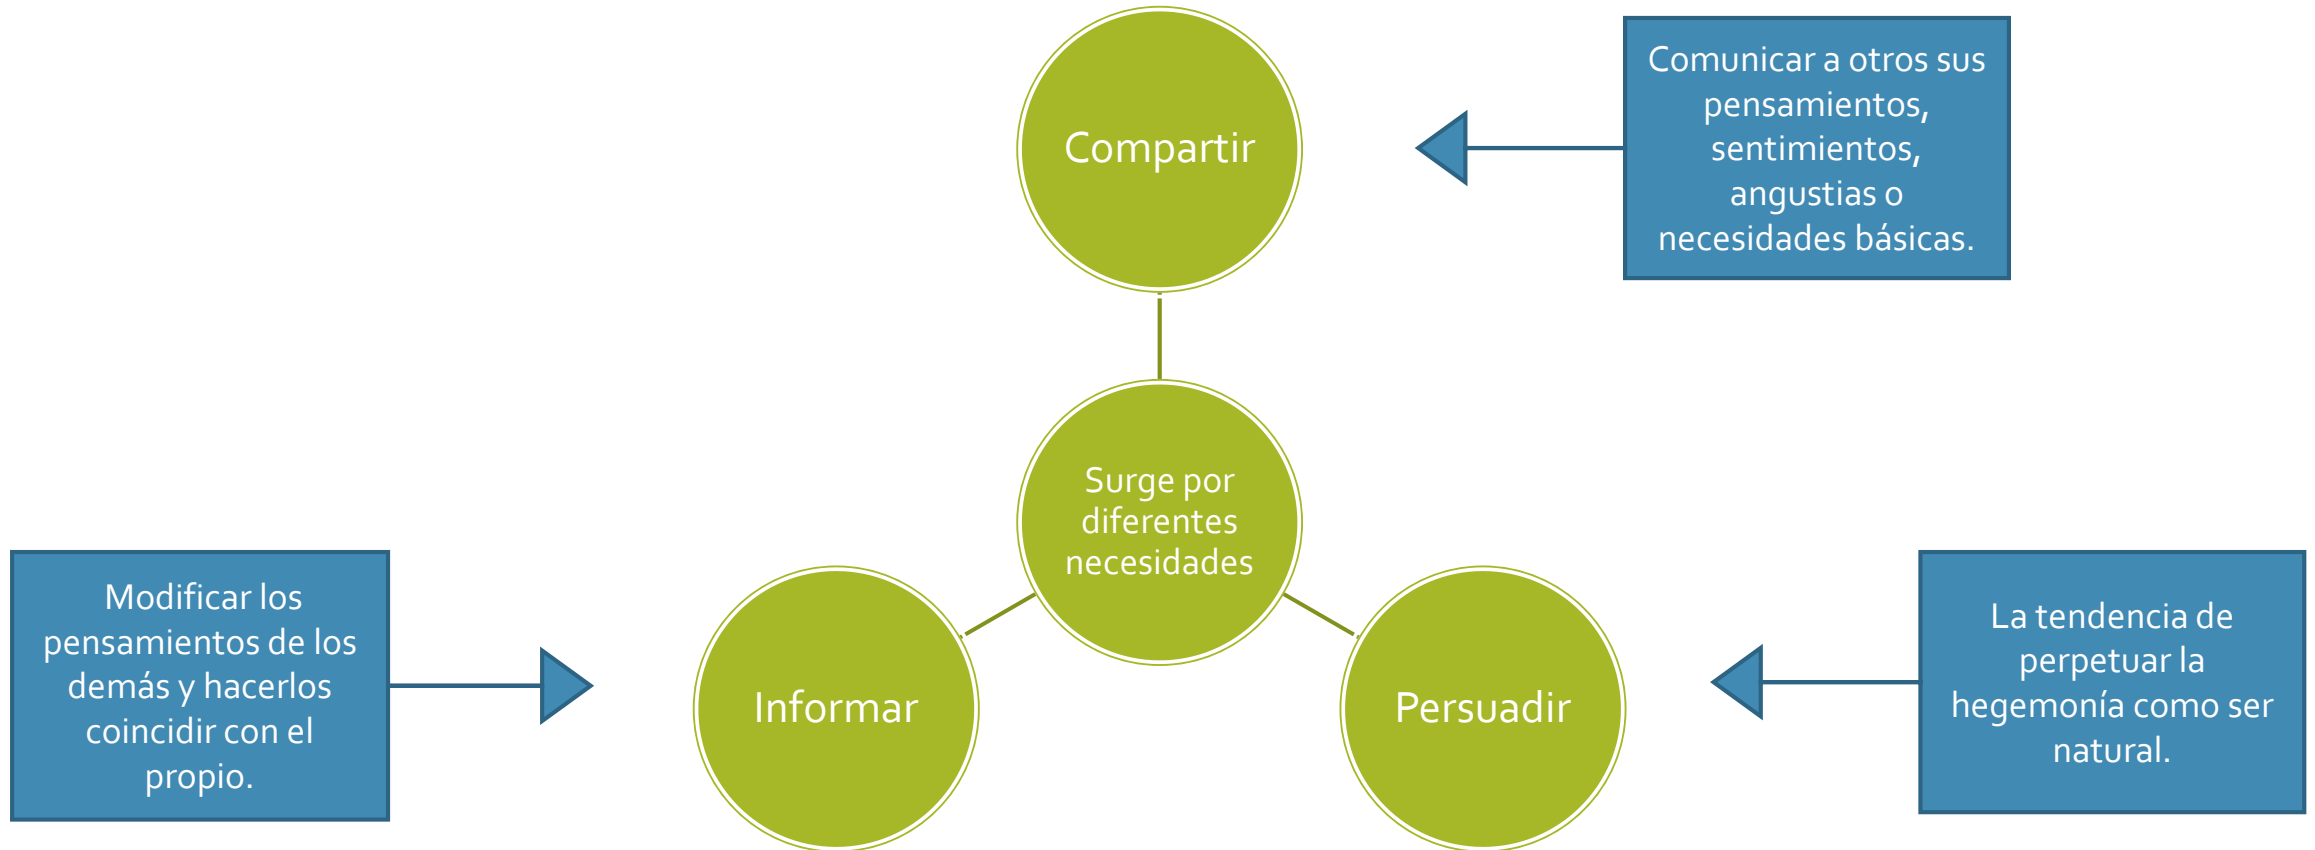 Compartir
Comunicar a otros sus
pensamientos,
sentimientos,
angustias o
necesidades básicas.
Surge por
diferentes
necesidades
Modificar los
pensamientos de los
demás y hacerlos
coincidir con el
propio.
Informar
Persuadir
La tendencia de
perpetuar la
hegemonía como ser
natural.